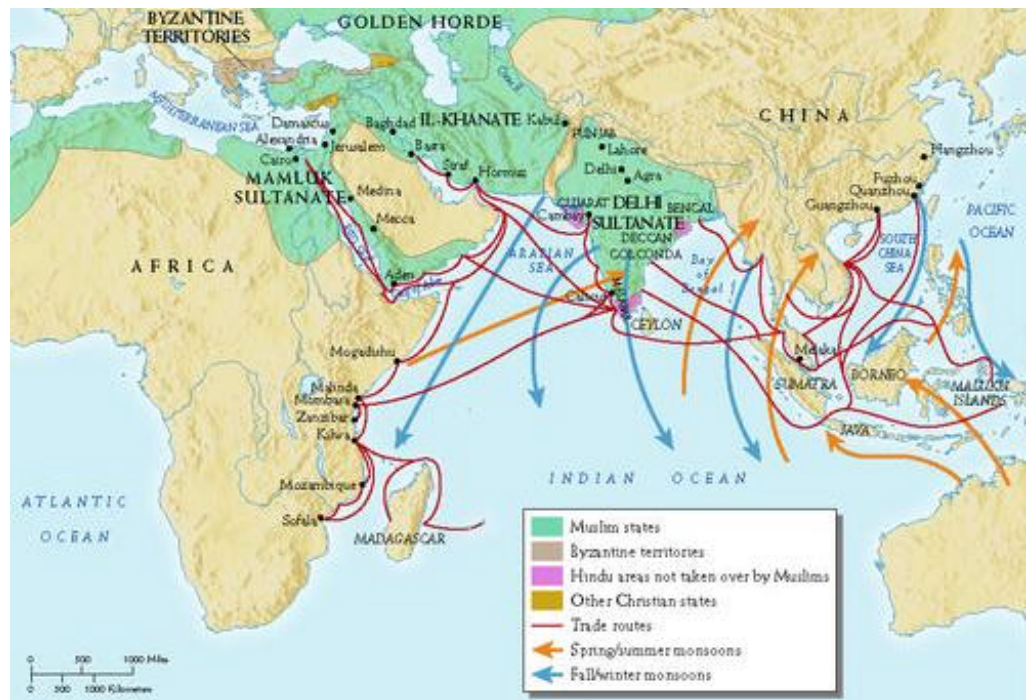 BYZANTINE
TERRITORIES
GOLDEN HORDE
MEDITERRANEAN SEA
Damascus
Alexandria
Cairo
Jerusalem
Baghdad
IL-KHANATE
Kabul
Basra
Siraf
Hormuz
PUNJAB
Lahore
Delhi
Agra
CHINA
Hangzhou
Fuzhou
Quanzhou
Guangzhou
PACIFIC
OCEAN
MAMLUK
SULTANATE
Medina
Mecca
Aden
GUJARAT
Cambay
DELHI
SULTANATE
BENGAL
DECCAN
GOLCONDA
ARABIAN
SEA
Bay
of
Bengal
SOUTH
CHINA
SEA
AFRICA
CEYLON
Mogadishu
Malinda
Mombasa
Zanzibar
Kilwa
Mozambique
Sofala
MADAGASCAR
Melaka
SUMATRA
BORNEO
MALUKU
ISLANDS
JAVA
INDIAN OCEAN
ATLANTIC
OCEAN
Muslim states
Byzantine territories
Hindu areas not taken over by Muslims
Other Christian states
Trade routes
Spring/summer monsoons
Fall/winter monsoons
0 500 1000 Miles
0 500 1000 Kilometers